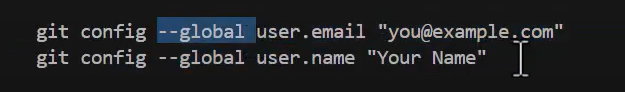 git config --global user.email "you@example.com"
git config --global user.name "Your Name"